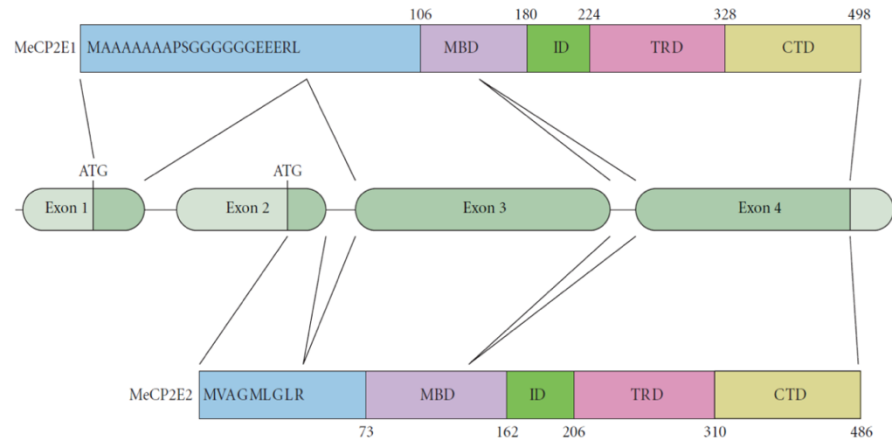 106 180 224 328 498
MeCP2E1 MAAAAAAAPSGGGGGGEEERL MBD ID TRD CTD
ATG ATG
Exon 1 Exon 2 Exon 3 Exon 4
MeCP2E2 MVAGMLGLR MBD ID TRD CTD
73 162 206 310 486